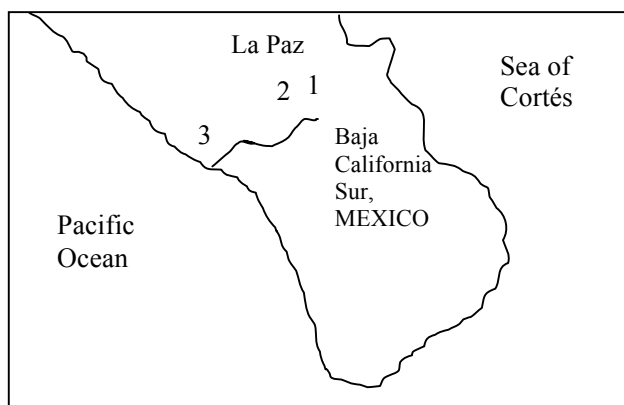 La Paz
2 1
3
Sea of
Cortés
Baja
California
Sur,
MEXICO
Pacific
Ocean